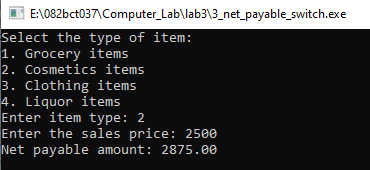 E:\082bct037\Computer_Lab\lab3\3_net_payable_switch.exe
Select the type of item:
1. Grocery items
2. Cosmetics items
3. Clothing items
4. Liquor items
Enter item type: 2
Enter the sales price: 2500
Net payable amount: 2875.00